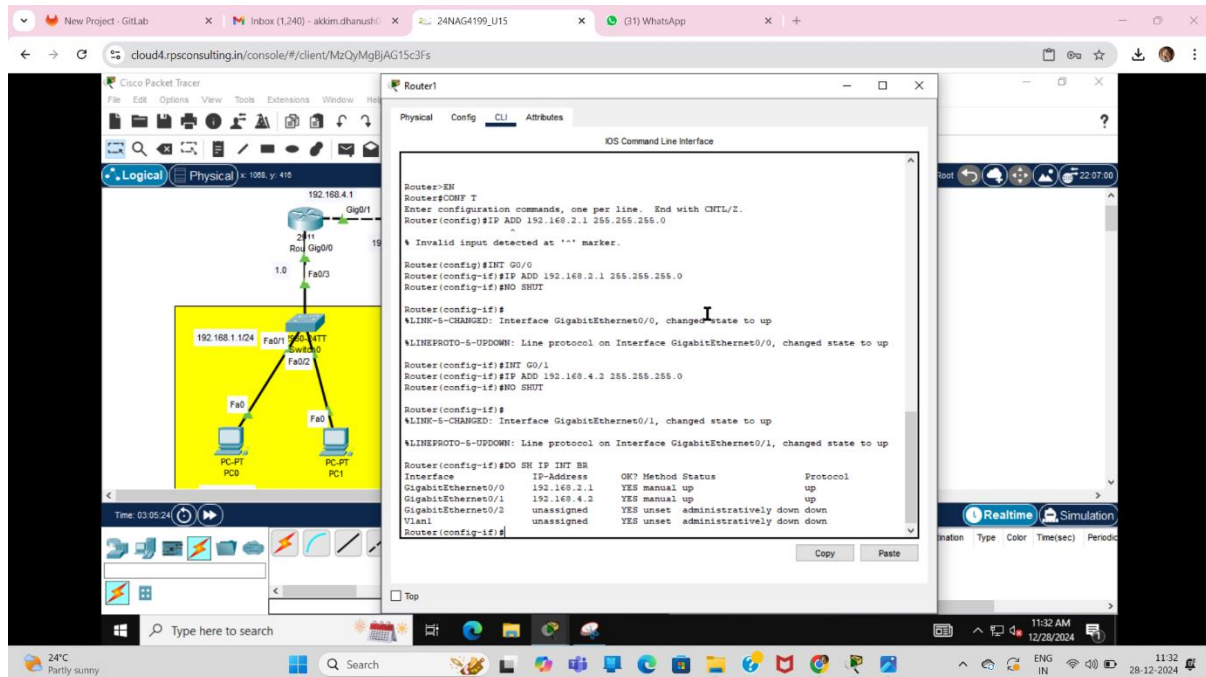 New Project · GitLab
Inbox (1,240) - akkim.dhanush
24NAG4199_U15
(31) WhatsApp
cloud4.rpsconsulting.in/console/#/client/MzQyMgBjAG15c3Fs
Cisco Packet Tracer
File Edit Options View Tools Extensions Window Hel
Logical
Physical
x: 1068, y: 416
Root
22:07:00
192.168.4.1
Gig0/1
2911
Rou
Gig0/0
19
1.0
Fa0/3
192.168.1.1/24
Fa0/1
Fa0/2
Fa0
Fa0
PC-PT
PC0
PC-PT
PC1
Time: 03:05:24
Realtime
Simulation
ination Type Color Time(sec) Periodic
Router1
Physical Config CLI Attributes
IOS Command Line Interface
Router>EN
Router#CONF T
Enter configuration commands, one per line. End with CNTL/Z.
Router(config)#IP ADD 192.168.2.1 255.255.255.0
^
% Invalid input detected at '^' marker.
Router(config)#INT G0/0
Router(config-if)#IP ADD 192.168.2.1 255.255.255.0
Router(config-if)#NO SHUT
Router(config-if)#
%LINK-5-CHANGED: Interface GigabitEthernet0/0, changed state to up
%LINEPROTO-5-UPDOWN: Line protocol on Interface GigabitEthernet0/0, changed state to up
Router(config-if)#INT G0/1
Router(config-if)#IP ADD 192.168.4.2 255.255.255.0
Router(config-if)#NO SHUT
Router(config-if)#
%LINK-5-CHANGED: Interface GigabitEthernet0/1, changed state to up
%LINEPROTO-5-UPDOWN: Line protocol on Interface GigabitEthernet0/1, changed state to up
Router(config-if)#DO SH IP INT BR
Interface IP-Address OK? Method Status Protocol
GigabitEthernet0/0 192.168.2.1 YES manual up up
GigabitEthernet0/1 192.168.4.2 YES manual up up
GigabitEthernet0/2 unassigned YES unset administratively down down
Vlan1 unassigned YES unset administratively down down
Router(config-if)#
Copy
Paste
Top
Type here to search
11:32 AM
12/28/2024
24°C
Partly sunny
Search
ENG
IN
11:32
28-12-2024